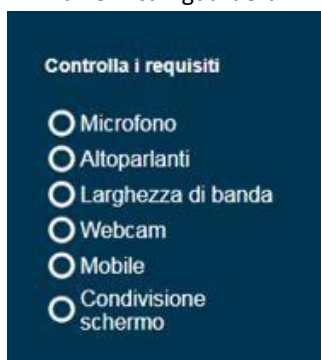 Controlla i requisiti
Microfono
Altoparlanti
Larghezza di banda
Webcam
Mobile
Condivisione
schermo